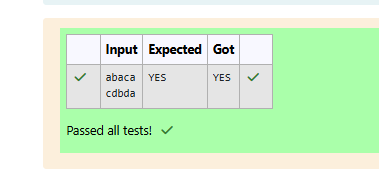 Input Expected Got
abaca YES YES
cdbda
Passed all tests!